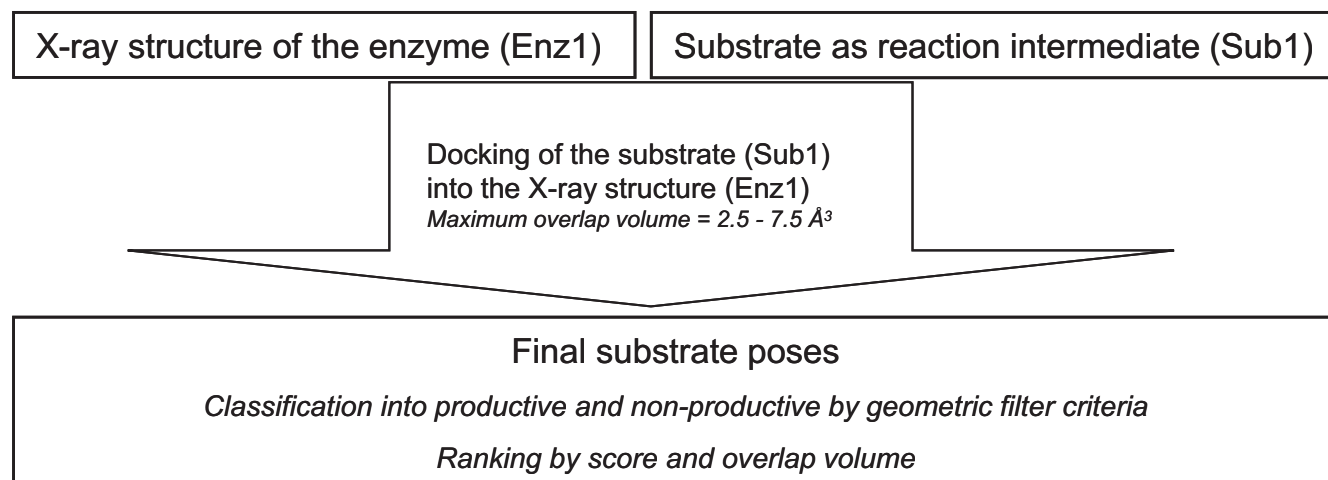 X-ray structure of the enzyme (Enz1)
Substrate as reaction intermediate (Sub1)
Docking of the substrate (Sub1)
into the X-ray structure (Enz1)
Maximum overlap volume = 2.5 - 7.5 Å³
Final substrate poses
Classification into productive and non-productive by geometric filter criteria
Ranking by score and overlap volume